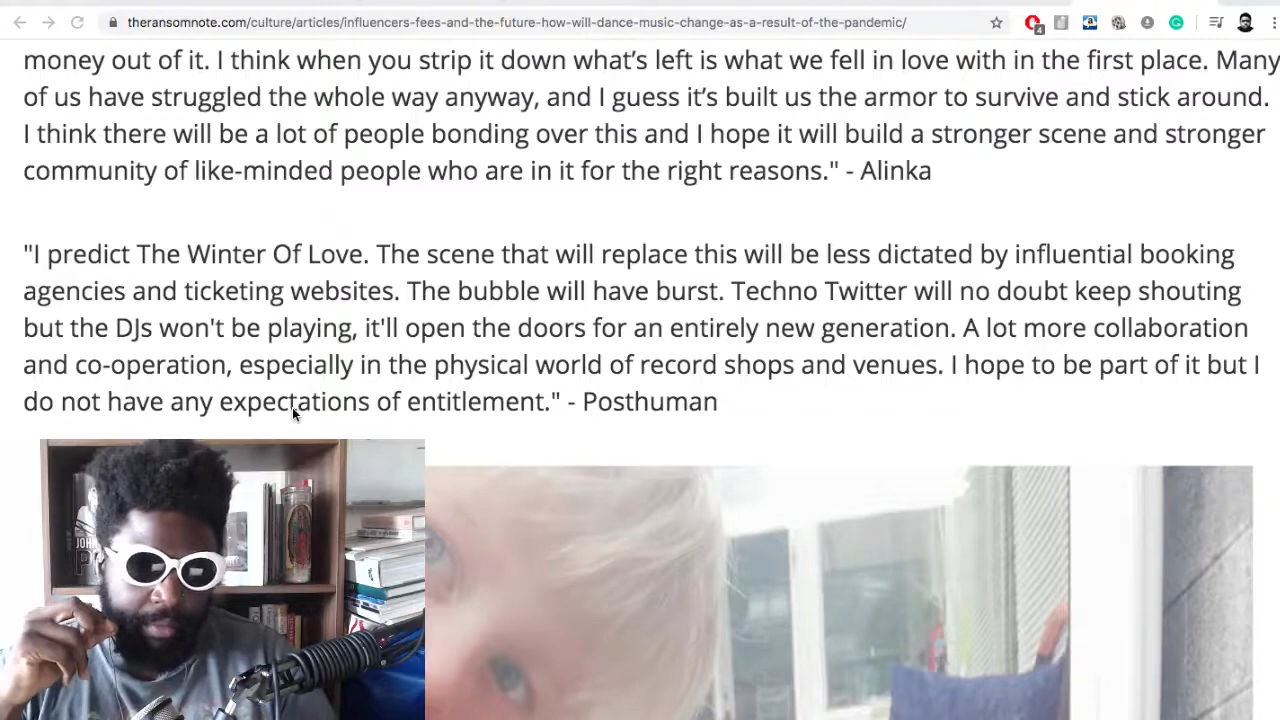 theransomnote.com/culture/articles/influencers-fees-and-the-future-how-will-dance-music-change-as-a-result-of-the-pandemic/
4
money out of it. I think when you strip it down what’s left is what we fell in love with in the first place. Many
of us have struggled the whole way anyway, and I guess it’s built us the armor to survive and stick around.
I think there will be a lot of people bonding over this and I hope it will build a stronger scene and stronger
community of like-minded people who are in it for the right reasons." - Alinka
"I predict The Winter Of Love. The scene that will replace this will be less dictated by influential booking
agencies and ticketing websites. The bubble will have burst. Techno Twitter will no doubt keep shouting
but the DJs won't be playing, it'll open the doors for an entirely new generation. A lot more collaboration
and co-operation, especially in the physical world of record shops and venues. I hope to be part of it but I
do not have any expectations of entitlement." - Posthuman
JOHN